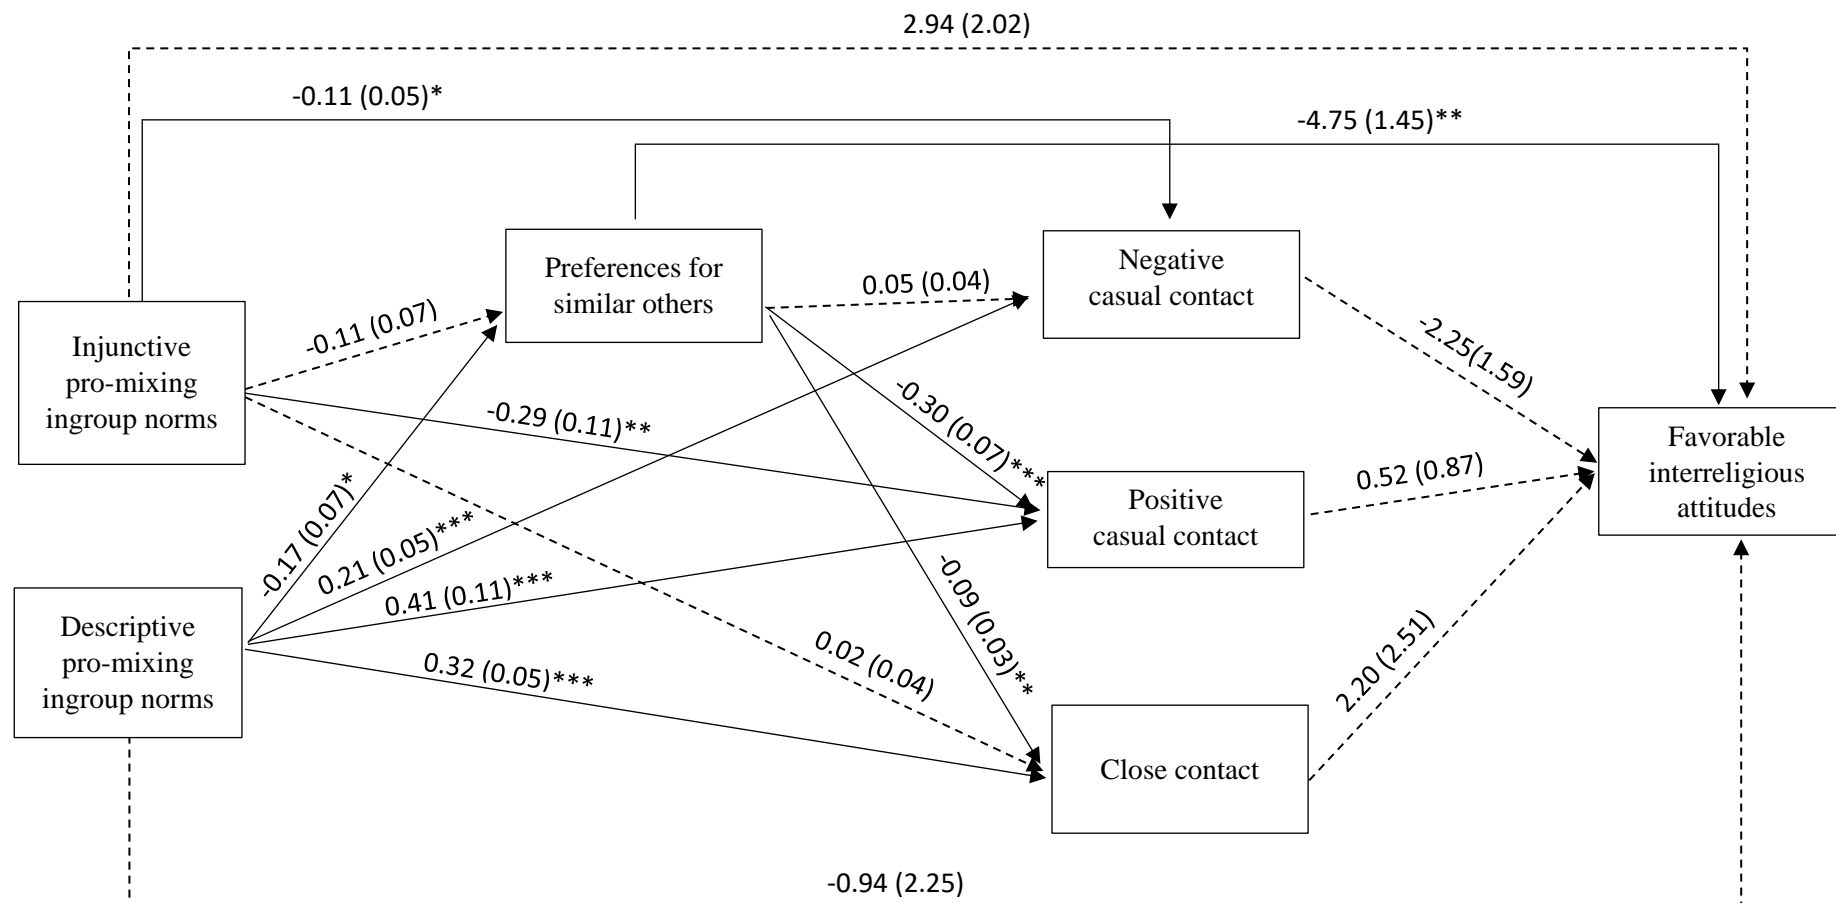 2.94 (2.02)
-0.11 (0.05)*
-4.75 (1.45)**
Preferences for
similar others
Negative
casual contact
0.05 (0.04)
-0.11 (0.07)
Injunctive
pro-mixing
ingroup norms
-2.25(1.59)
-0.29 (0.11)**
-0.30 (0.07)***
Favorable
interreligious
attitudes
0.52 (0.87)
Positive
casual contact
-0.17 (0.07)*
0.21 (0.05)***
0.41 (0.11)***
-0.09 (0.03)**
Descriptive
pro-mixing
ingroup norms
0.02 (0.04)
0.32 (0.05)***
2.20 (2.51)
Close contact
-0.94 (2.25)